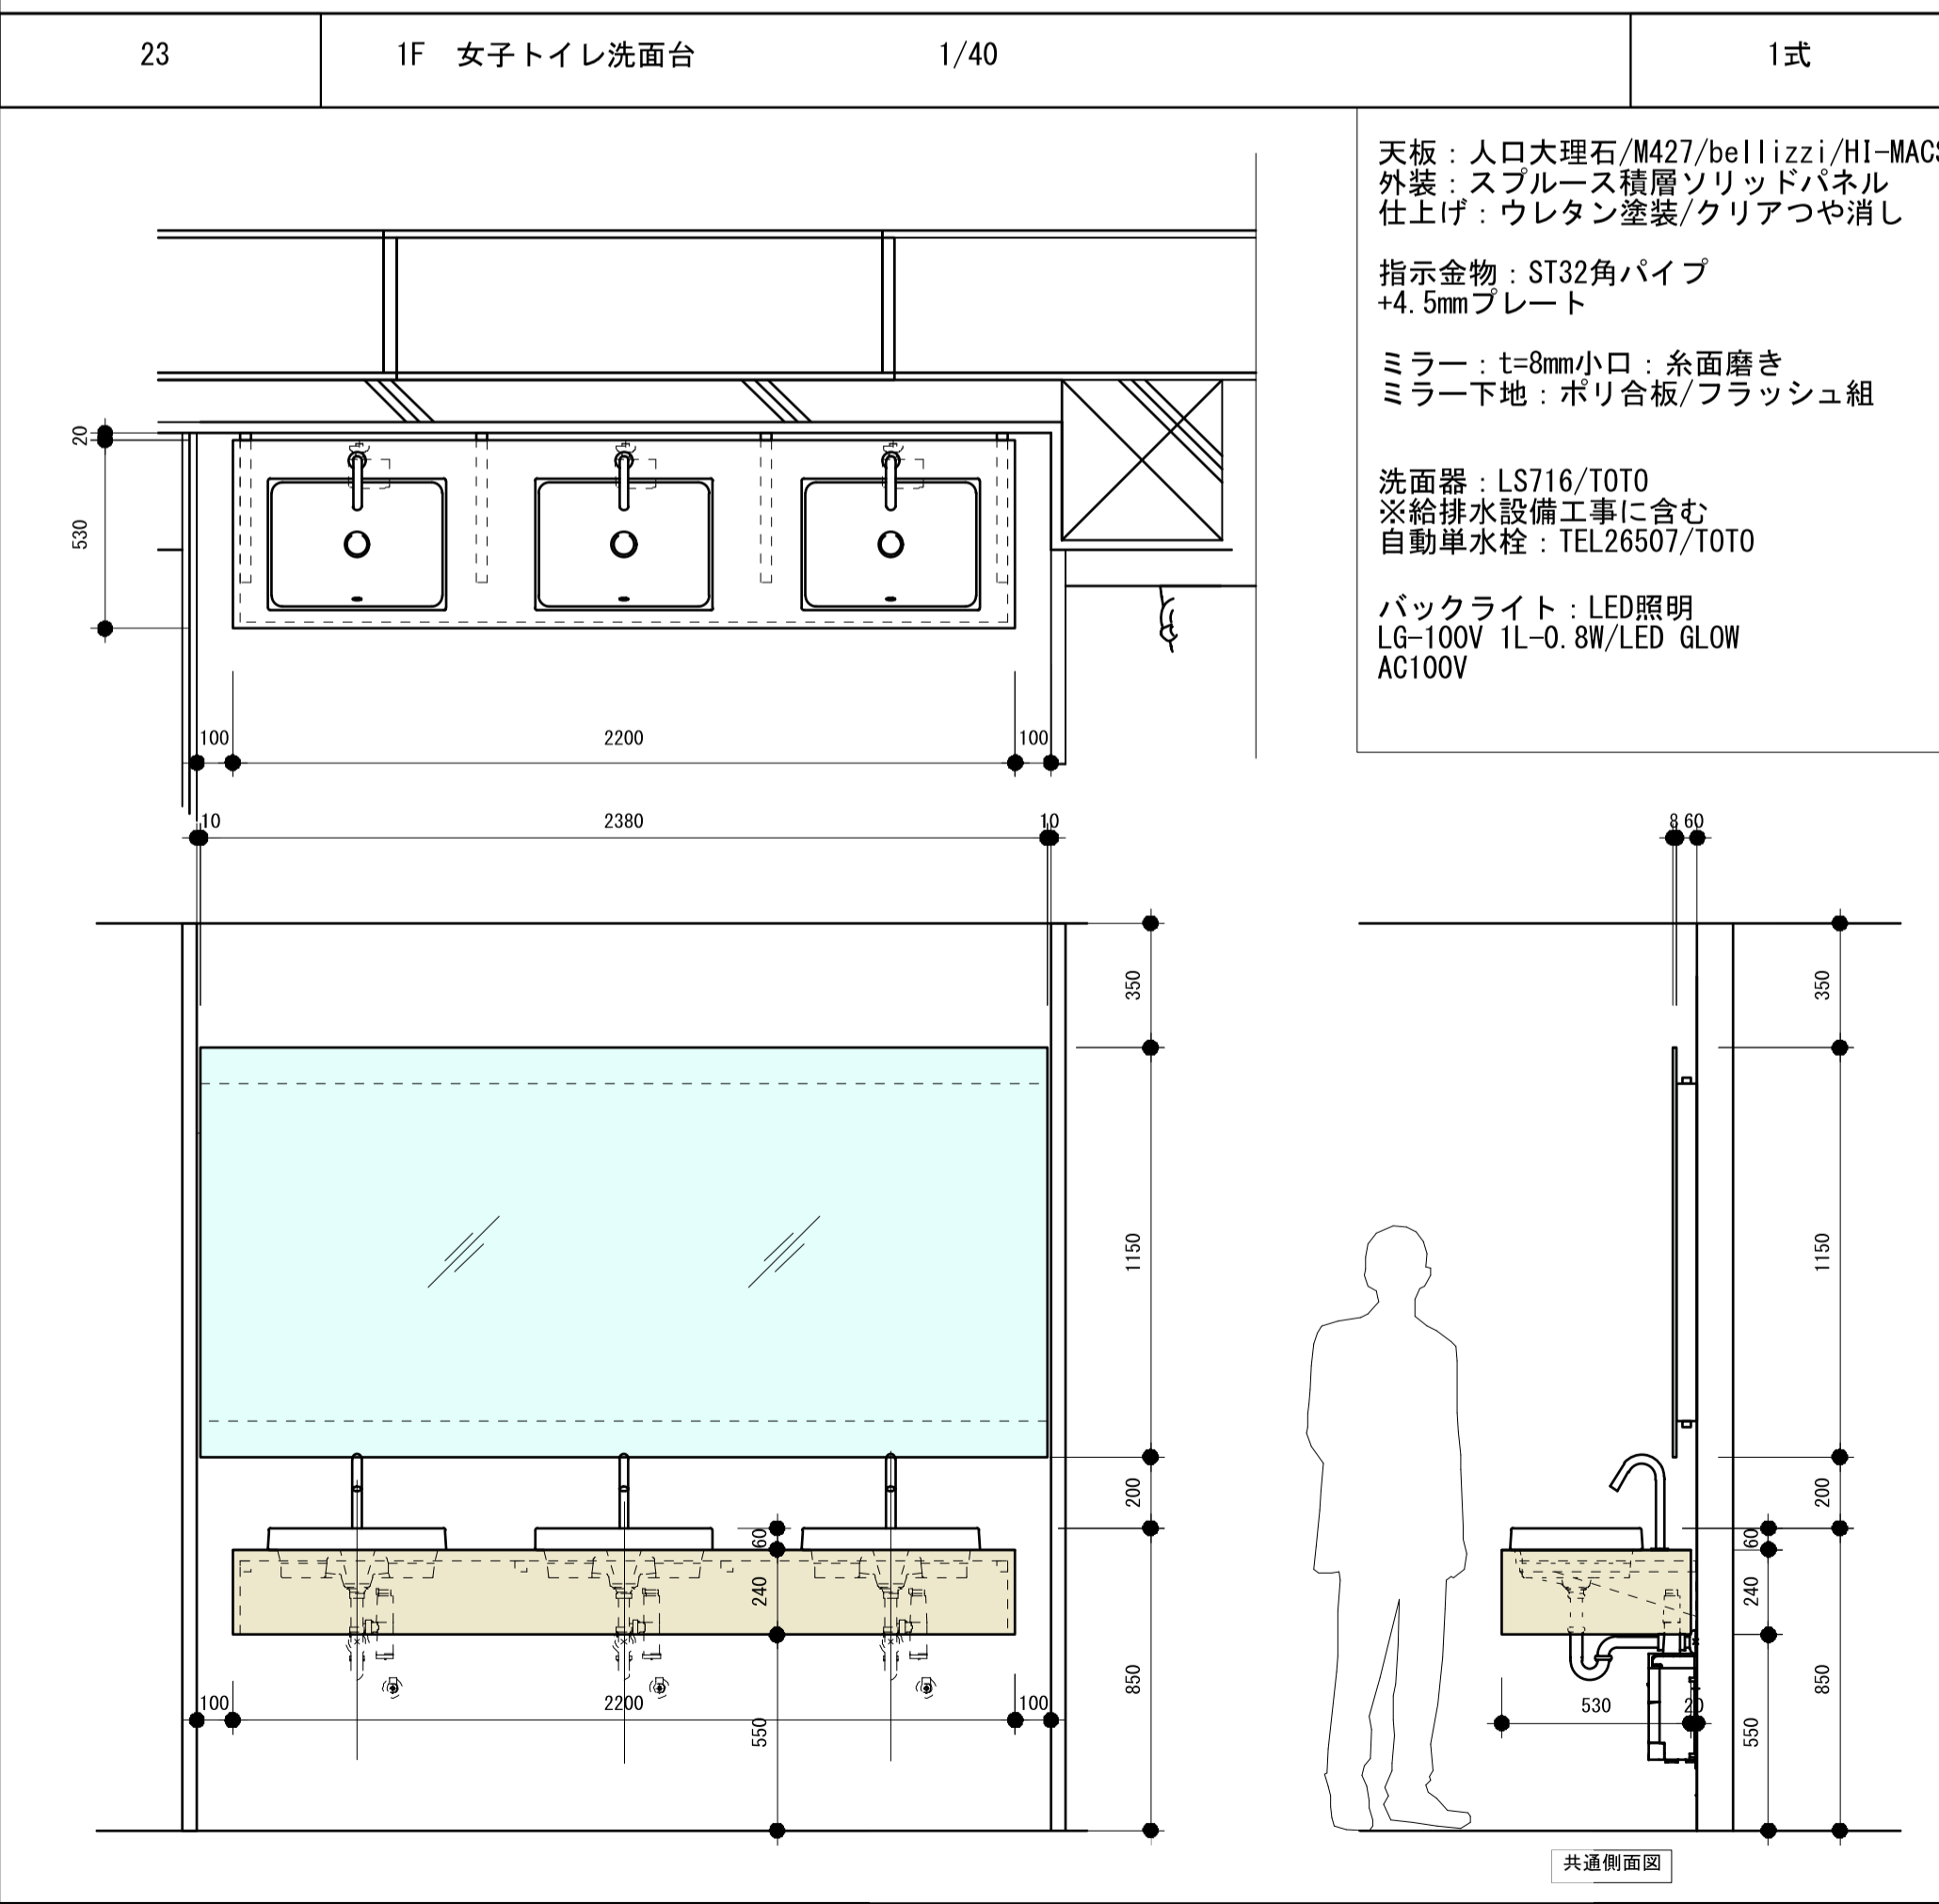 23
1F 女子トイレ洗面台
1/40
1式
天板：人口大理石/M427/bellizzi/HI-MACS
外装：スプルース積層ソリッドパネル
仕上げ：ウレタン塗装/クリアつや消し
指示金物：ST32角パイプ
+4.5mmプレート
ミラー：t=8mm小口：糸面磨き
ミラー下地：ポリ合板/フラッシュ組
洗面器：LS716/TOTO
※給排水設備工事に含む
自動単水栓：TEL26507/TOTO
バックライト：LED照明
LG-100V 1L-0.8W/LED GLOW
AC100V
20
530
100
2200
100
10
2380
10
8 60
350
350
1150
1150
200
200
60
60
240
240
850
850
100
2200
100
550
530
20
550
共通側面図